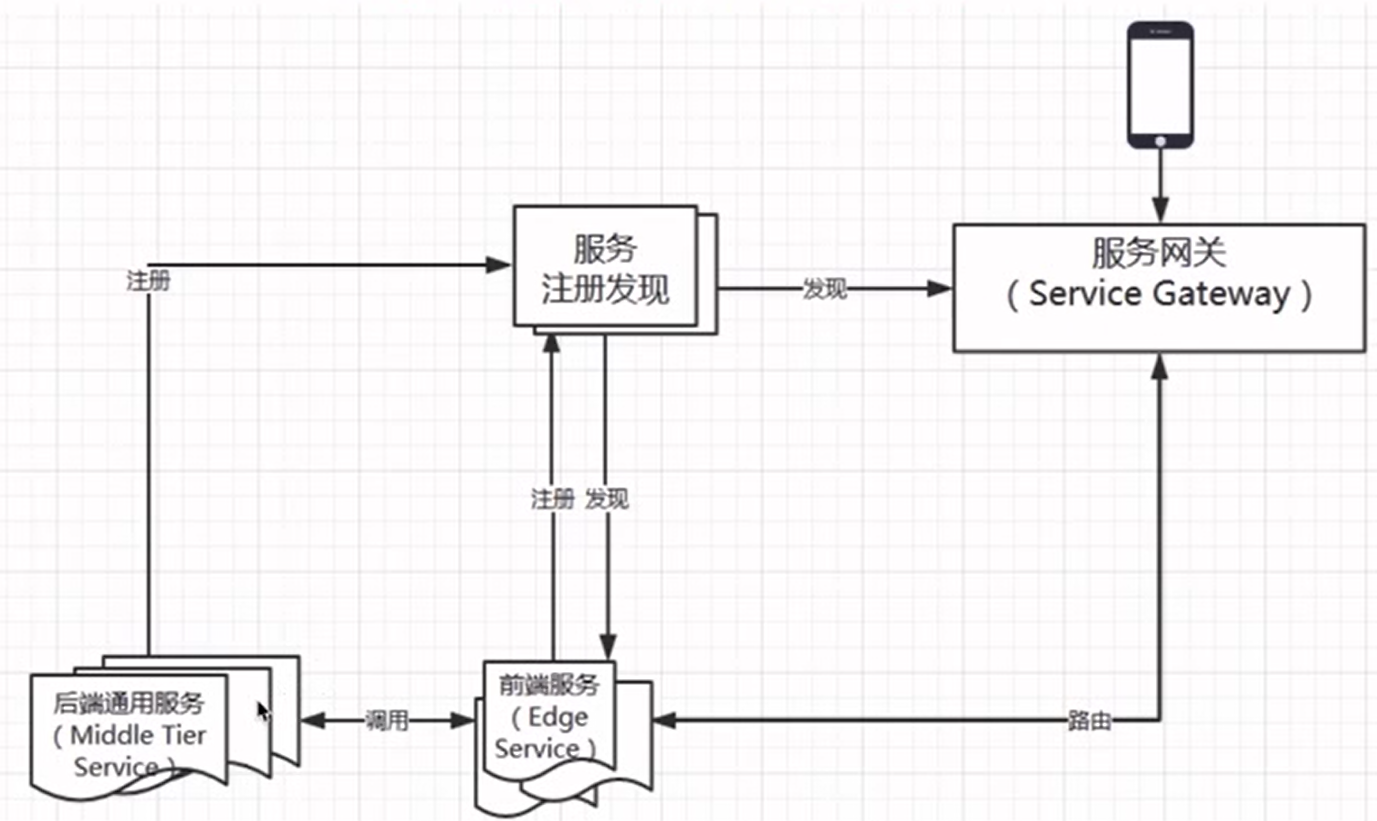 服务
注册发现
服务网关
（Service Gateway）
注册
发现
注册 发现
后端通用服务
（Middle Tier
Service）
调用
前端服务
（Edge
Service）
路由